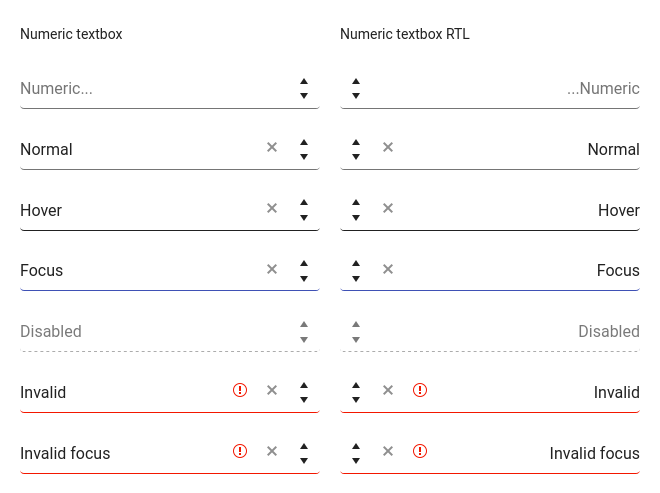 Numeric textbox
Numeric textbox RTL
Numeric...
...Numeric
Normal
Normal
Hover
Hover
Focus
Focus
Disabled
Disabled
Invalid
Invalid
Invalid focus
Invalid focus